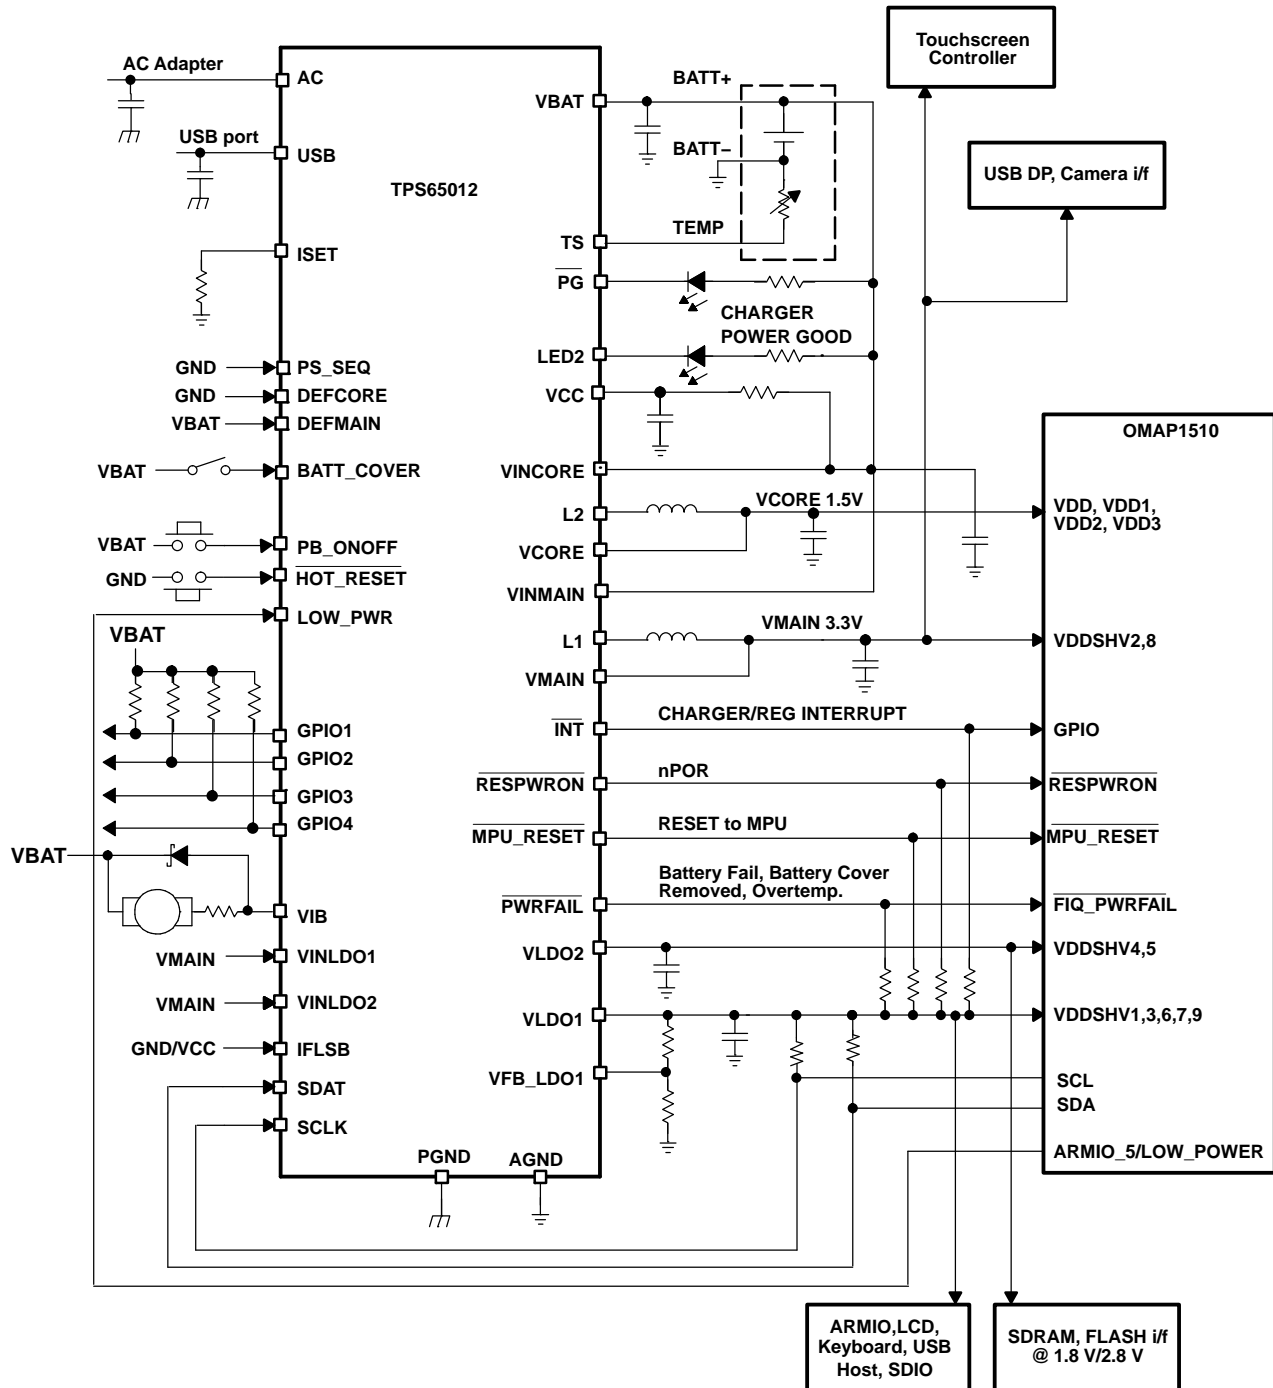 Touchscreen
Controller
USB DP, Camera i/f
AC Adapter
AC
USB port
USB
TPS65012
ISET
GND
PS_SEQ
GND
DEFCORE
VBAT
DEFMAIN
VBAT
BATT_COVER
VBAT
PB_ONOFF
GND
HOT_RESET
LOW_PWR
VBAT
GPIO1
GPIO2
GPIO3
GPIO4
VBAT
VIB
VMAIN
VINLDO1
VMAIN
VINLDO2
GND/VCC
IFLSB
SDAT
SCLK
PGND
AGND
VBAT
BATT+
BATT–
TEMP
TS
PG
CHARGER
POWER GOOD
LED2
VCC
VINCORE
L2
VCORE 1.5V
VCORE
VINMAIN
L1
VMAIN 3.3V
VMAIN
INT
CHARGER/REG INTERRUPT
RESPWRON
nPOR
MPU_RESET
RESET to MPU
Battery Fail, Battery Cover
Removed, Overtemp.
PWRFAIL
VLDO2
VLDO1
VFB_LDO1
OMAP1510
VDD, VDD1,
VDD2, VDD3
VDDSHV2,8
GPIO
RESPWRON
MPU_RESET
FIQ_PWRFAIL
VDDSHV4,5
VDDSHV1,3,6,7,9
SCL
SDA
ARMIO_5/LOW_POWER
ARMIO,LCD,
Keyboard, USB
Host, SDIO
SDRAM, FLASH i/f
@ 1.8 V/2.8 V